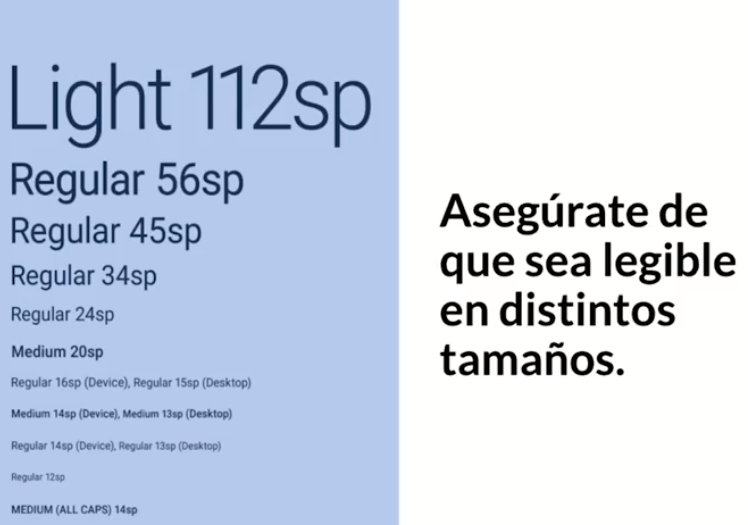 Light 112sp
Regular 56sp
Regular 45sp
Regular 34sp
Regular 24sp
Medium 20sp
Regular 16sp (Device), Regular 15sp (Desktop)
Medium 14sp (Device), Medium 13sp (Desktop)
Regular 14sp (Device), Regular 13sp (Desktop)
Regular 12sp
MEDIUM (ALL CAPS) 14sp
Asegúrate de
que sea legible
en distintos
tamaños.